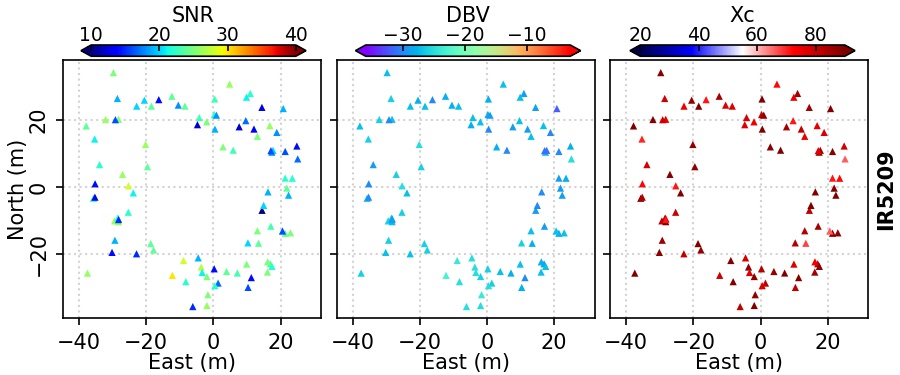 SNR DBV Xc
10 20 30 40 −30 −20 −10 20 40 60 80
North (m)
20
0
−20
−40 −20 0 20 −40 −20 0 20 −40 −20 0 20
East (m) East (m) East (m)
IR5209